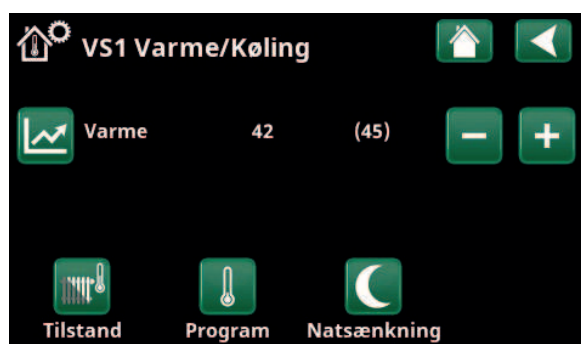 VS1 Varme/Køling
Varme 42 (45)
Tilstand Program Natsænkning